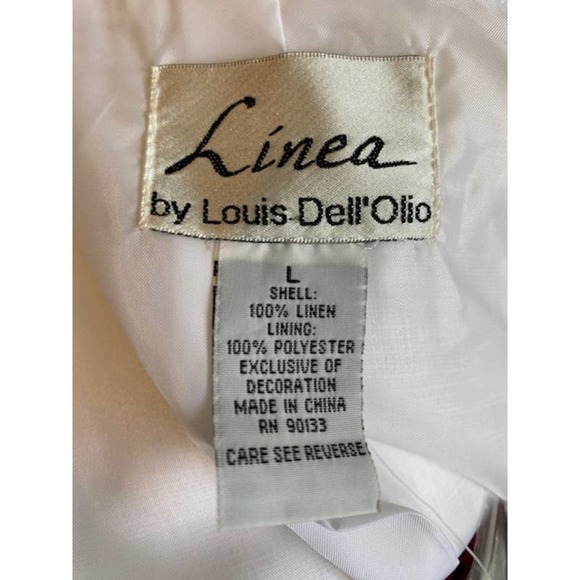 Linea
by Louis Dell'Olio
L
SHELL:
100% LINEN
LINING:
100% POLYESTER
EXCLUSIVE OF
DECORATION
MADE IN CHINA
RN 90133
CARE SEE REVERSE